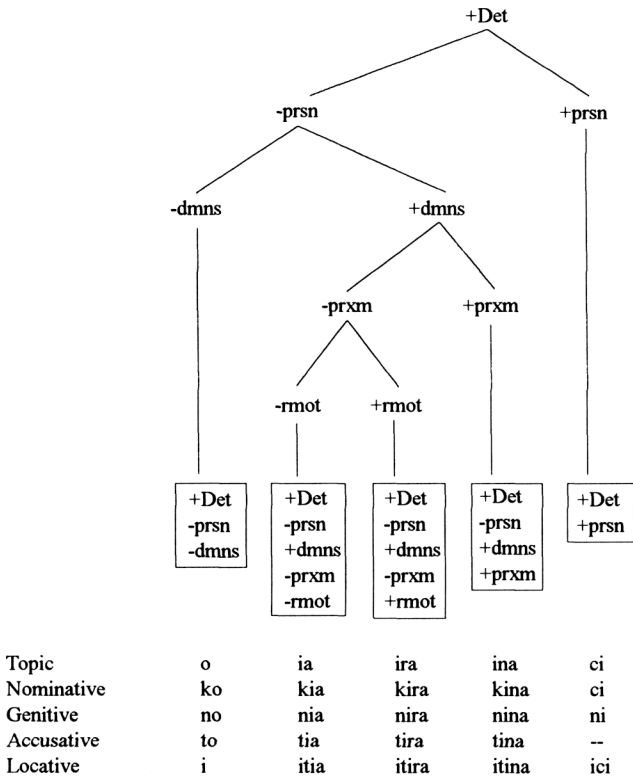 +Det
-prsn +prsn
-dmns +dmns
-prxm +prxm
-rmot +rmot
+Det +Det +Det +Det +Det
-prsn -prsn -prsn -prsn +prsn
-dmns +dmns +dmns +dmns
-prxm -prxm +prxm
-rmot +rmot
Topic o ia ira ina ci
Nominative ko kia kira kina ci
Genitive no nia nira nina ni
Accusative to tia tira tina --
Locative i itia itira itina ici